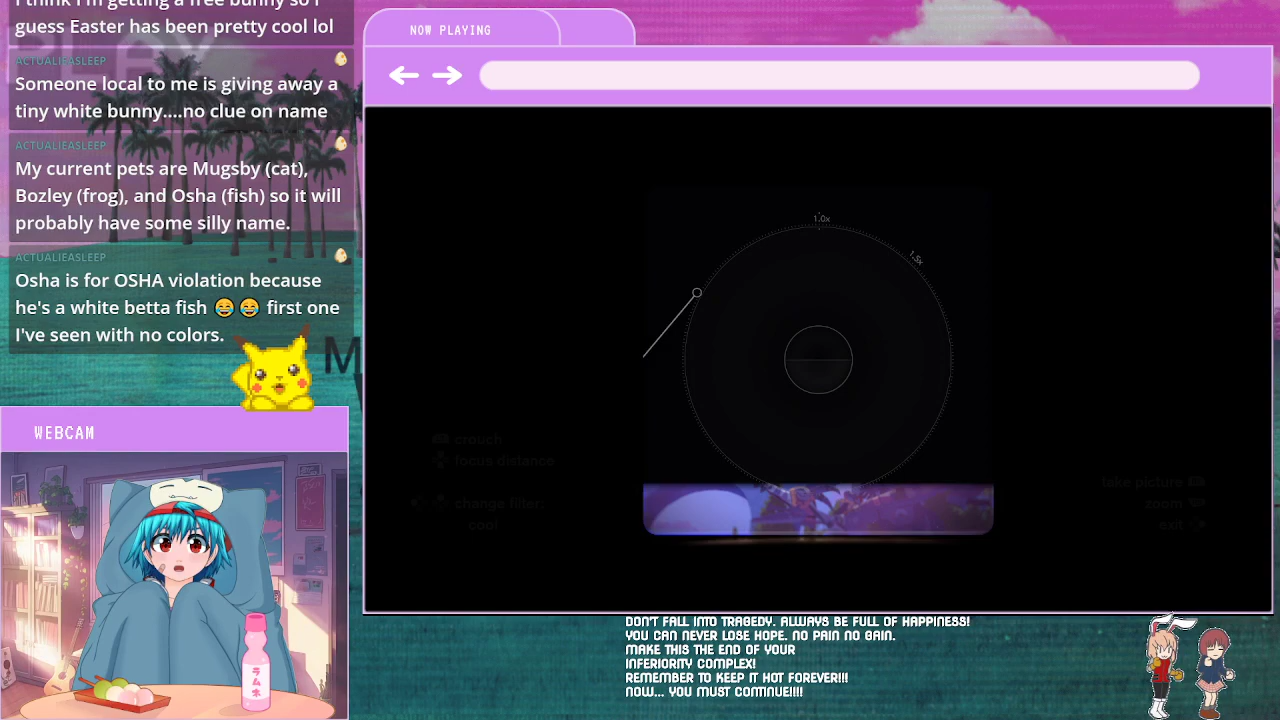 I think I'm getting a free bunny so I
guess Easter has been pretty cool lol
ACTUALIEASLEEP
Someone local to me is giving away a
tiny white bunny....no clue on name
ACTUALIEASLEEP
My current pets are Mugsby (cat),
Bozley (frog), and Osha (fish) so it will
probably have some silly name.
ACTUALIEASLEEP
Osha is for OSHA violation because
he's a white betta fish 😂 😂 first one
I've seen with no colors.
WEBCAM
ラムネ
NOW PLAYING
1.0x
1.5x
crouch
focus distance
change filter:
cool
take picture
zoom
exit
DON'T FALL INTO TRAGEDY. ALWAYS BE FULL OF HAPPINESS!
YOU CAN NEVER LOSE HOPE. NO PAIN NO GAIN.
MAKE THIS THE END OF YOUR
INFERIORITY COMPLEX!
REMEMBER TO KEEP IT HOT FOREVER!!!
NOW... YOU MUST CONTINUE!!!!